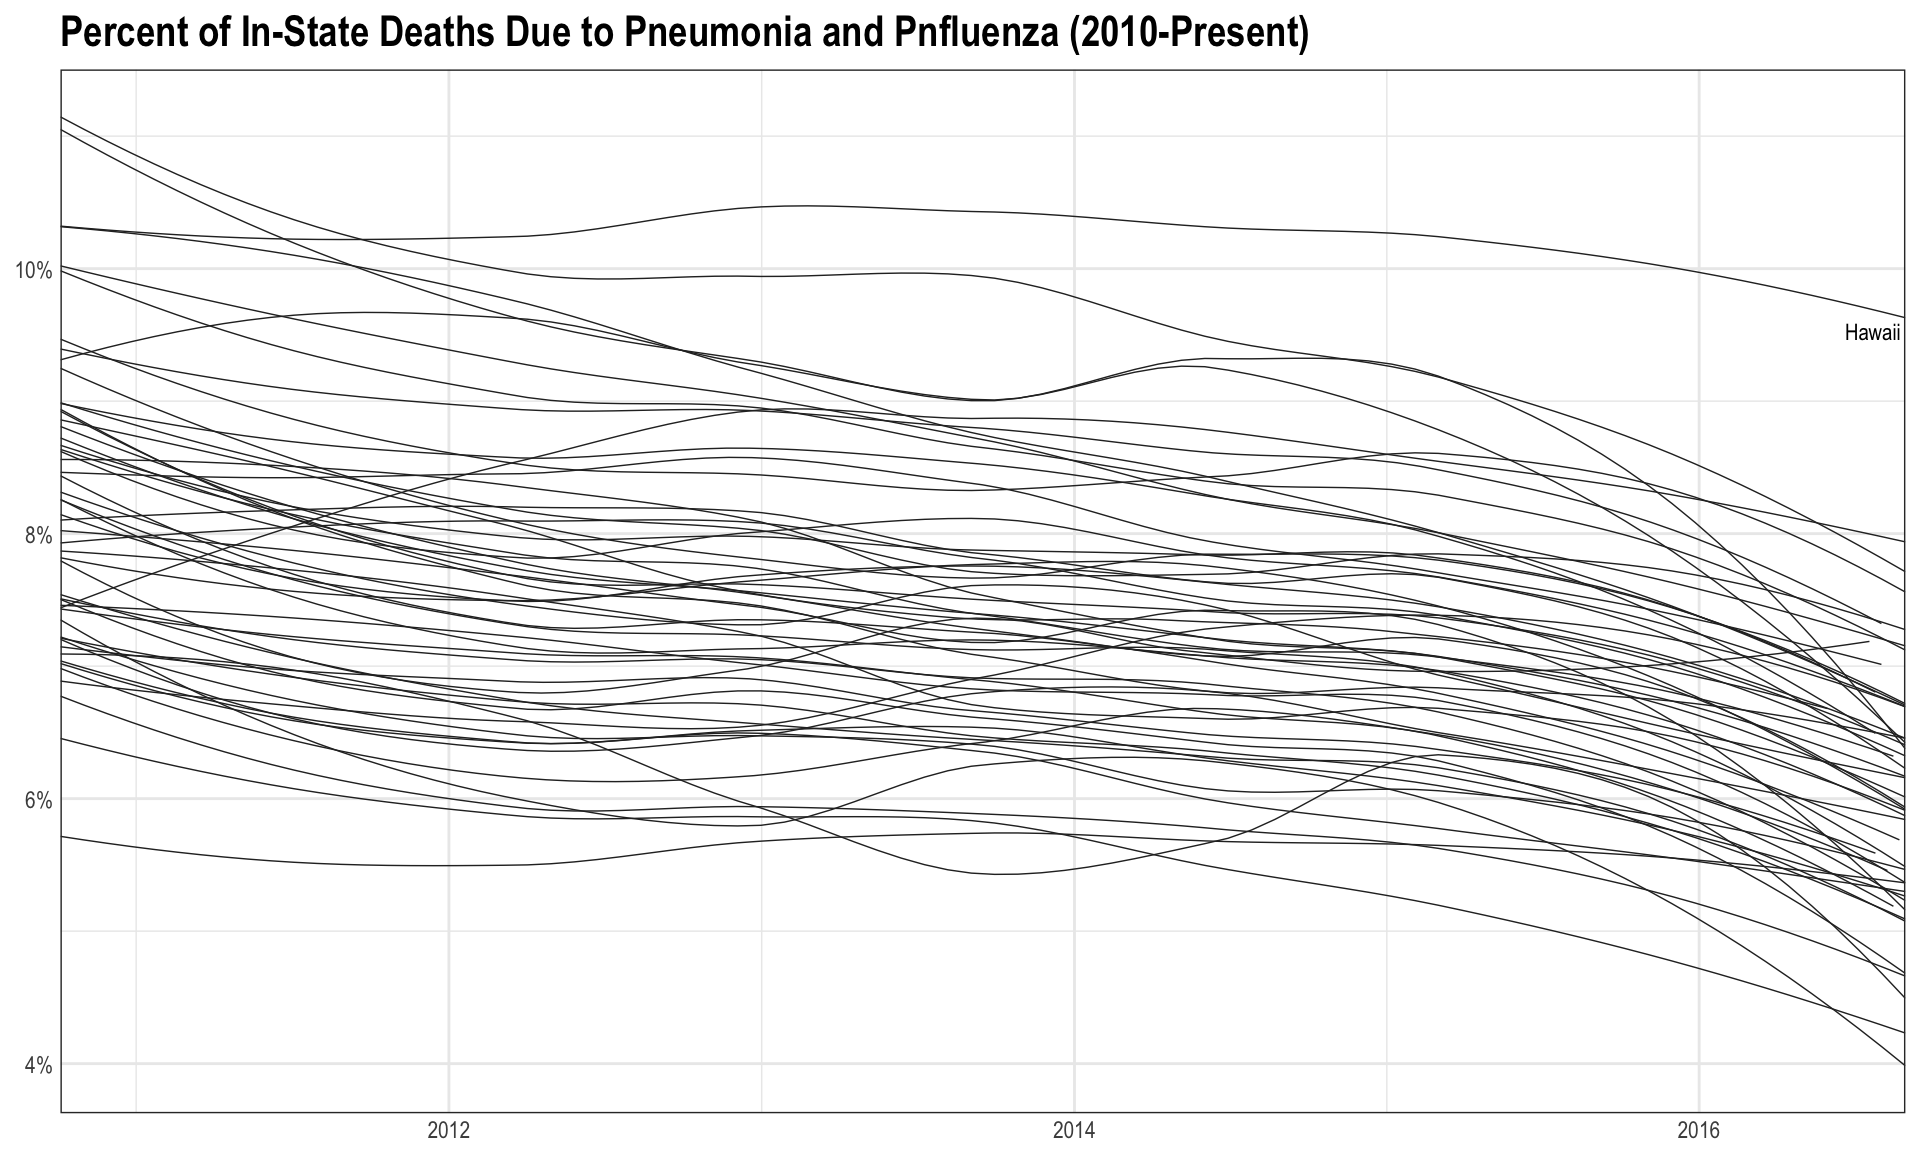 Percent of In-State Deaths Due to Pneumonia and Pnfluenza (2010-Present)
10%
Hawaii
8%
6%
4%
2012 2014 2016